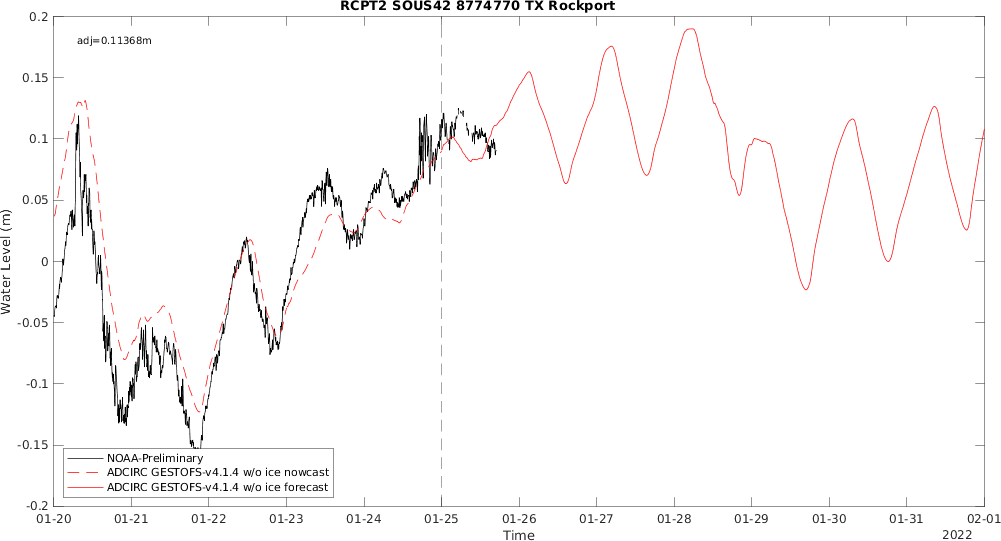 RCPT2 SOUS42 8774770 TX Rockport
adj=0.11368m
0.2
0.15
0.1
0.05
0
-0.05
-0.1
-0.15
-0.2
Water Level (m)
NOAA-Preliminary
ADCIRC GESTOFS-v4.1.4 w/o ice nowcast
ADCIRC GESTOFS-v4.1.4 w/o ice forecast
01-20 01-21 01-22 01-23 01-24 01-25 01-26 01-27 01-28 01-29 01-30 01-31 02-01
Time
2022